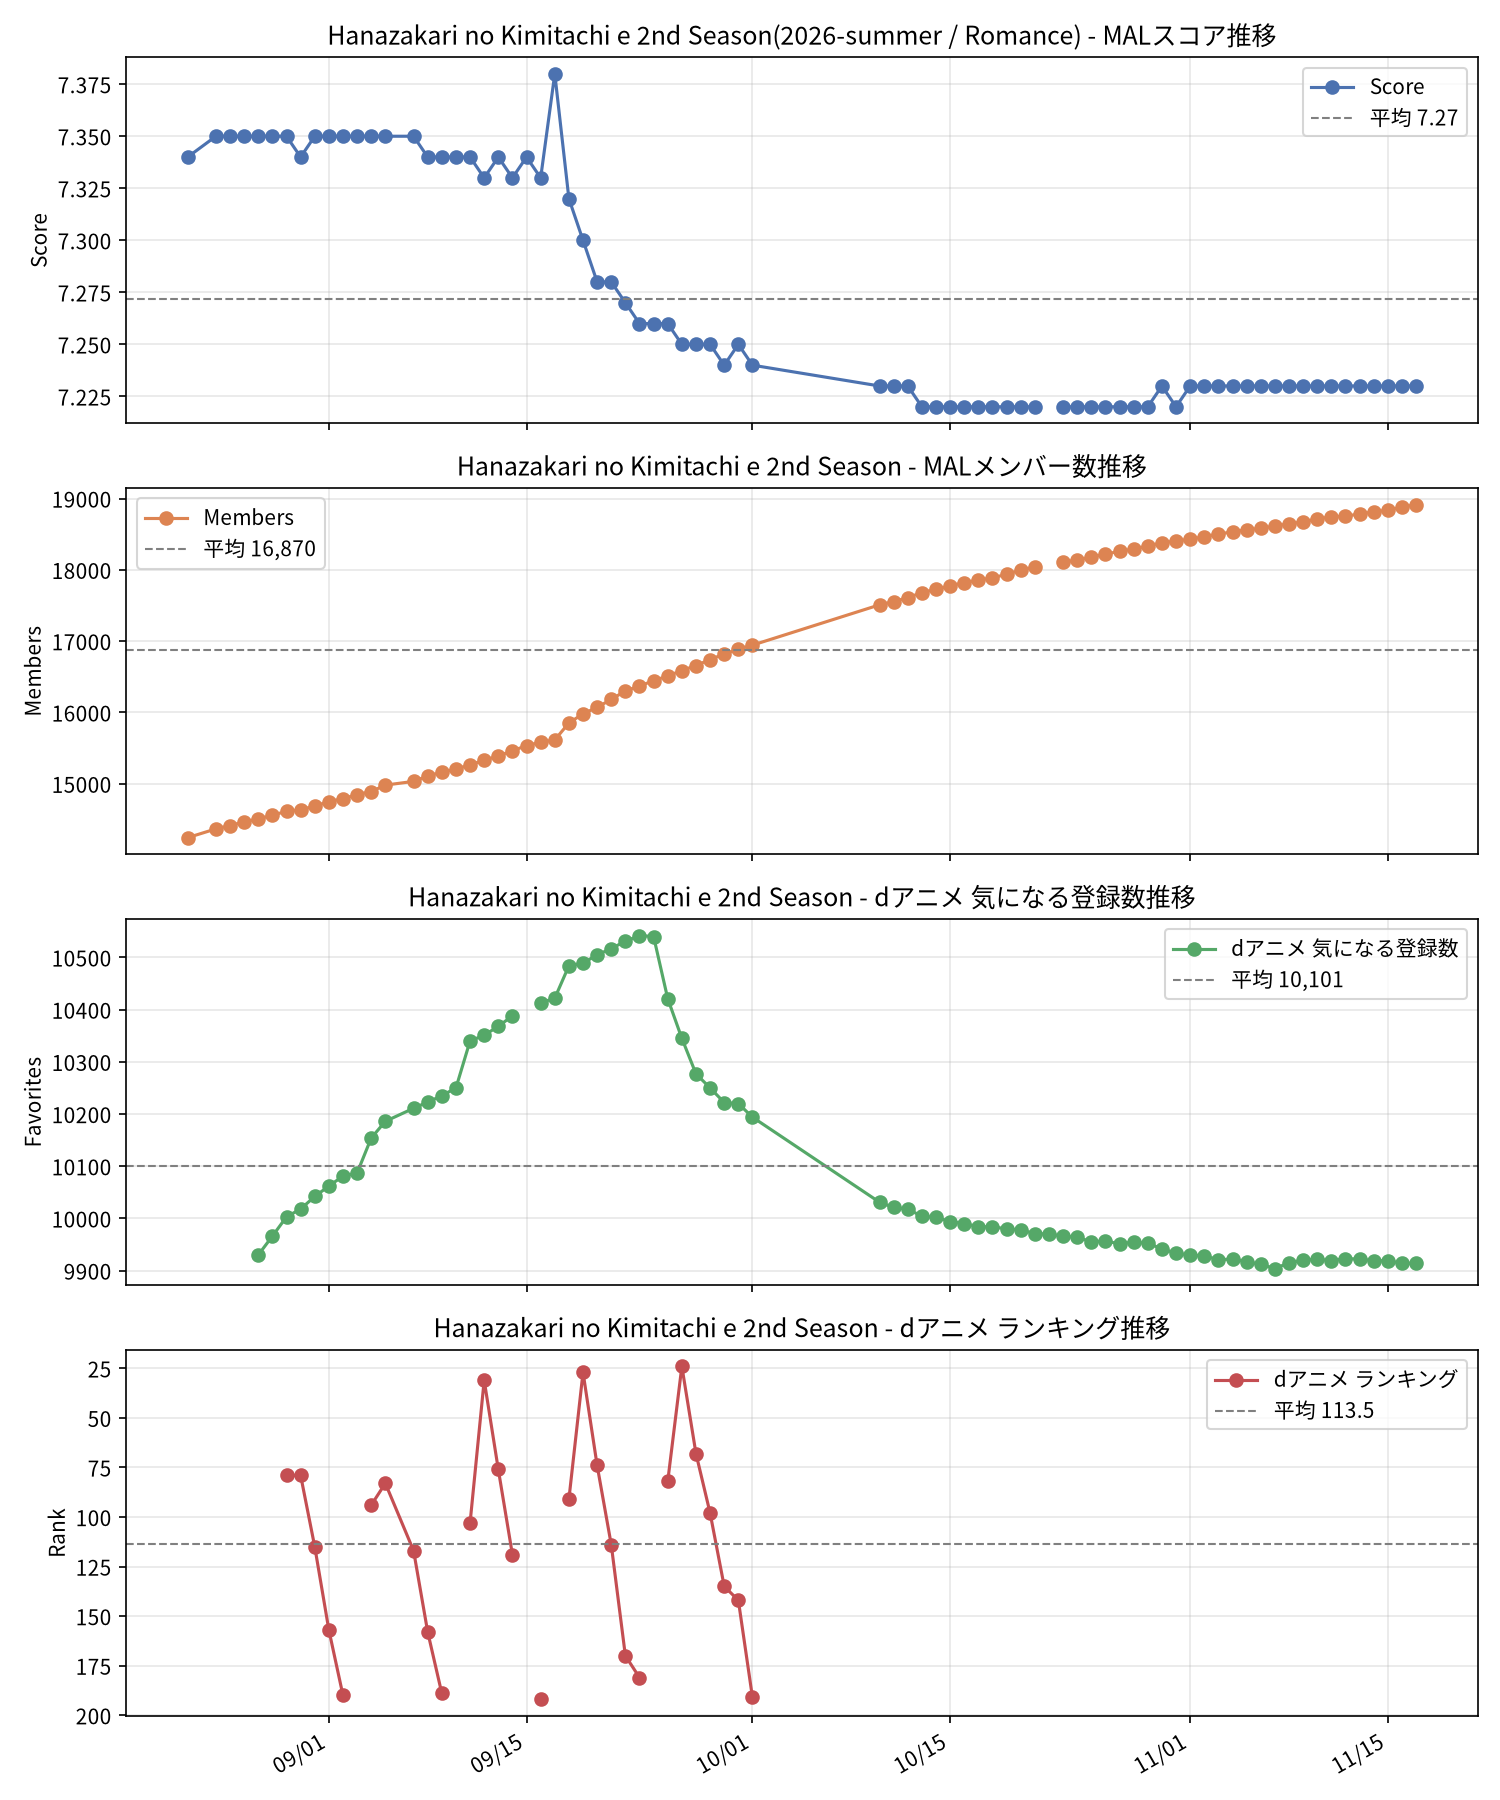 Hanazakari no Kimitachi e 2nd Season(2026-summer / Romance) - MALスコア推移
7.375
7.350
7.325
7.300
7.275
7.250
7.225
Score
Score
平均 7.27
Hanazakari no Kimitachi e 2nd Season - MALメンバー数推移
19000
18000
17000
16000
15000
Members
Members
平均 16,870
Hanazakari no Kimitachi e 2nd Season - dアニメ 気になる登録数推移
10500
10400
10300
10200
10100
10000
9900
Favorites
dアニメ 気になる登録数
平均 10,101
Hanazakari no Kimitachi e 2nd Season - dアニメ ランキング推移
25
50
75
100
125
150
175
200
Rank
dアニメ ランキング
平均 113.5
09/01
09/15
10/01
10/15
11/01
11/15